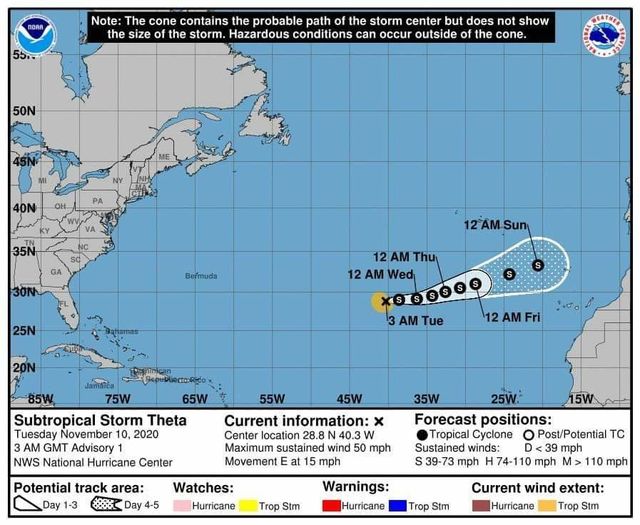 Note: The cone contains the probable path of the storm center but does not show
the size of the storm. Hazardous conditions can occur outside of the cone.
NOAA
55N
50N
45N
40N
35N
30N
25N
20N
ME
VT
NH
MA
CT
MI
NY
OH
PA
WV
KY
VA
TN
NC
SC
GA
FL
Bermuda
Bahamas
Cuba
Dominican
Republic
Puerto Rico
Jamaica
12 AM Sun
12 AM Thu
12 AM Wed
3 AM Tue
12 AM Fri
S S S S S S S S
85W 75W 65W 55W 45W 35W 25W 15W
Subtropical Storm Theta
Tuesday November 10, 2020
3 AM GMT Advisory 1
NWS National Hurricane Center
Current information: x
Center location 28.8 N 40.3 W
Maximum sustained wind 50 mph
Movement E at 15 mph
Forecast positions:
Tropical Cyclone Post/Potential TC
Sustained winds: D < 39 mph
S 39-73 mph H 74-110 mph M > 110 mph
Potential track area:
Day 1-3 Day 4-5
Watches:
Hurricane Trop Stm
Warnings:
Hurricane Trop Stm
Current wind extent:
Hurricane Trop Stm